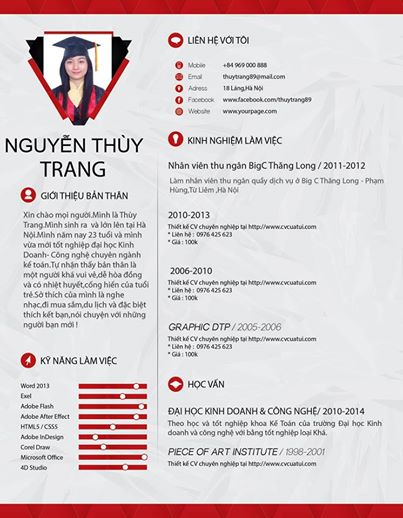 NGUYỄN THÙY
TRANG
GIỚI THIỆU BẢN THÂN
Xin chào mọi người.Mình là Thùy
Trang.Mình sinh ra và lớn lên tại Hà
Nội.Mình năm nay 23 tuổi và mình
vừa mới tốt nghiệp đại học Kinh
Doanh- Công nghệ chuyên ngành
kế toán.Tự nhận thấy bản thân là
một người khá vui vẻ,dễ hòa đồng
và có nhiệt huyết,cống hiến của tuổi
trẻ.Sở thích của mình là nghe
nhạc,đi mua sắm,du lịch và đặc biệt
thích kết bạn,nói chuyện với những
người bạn mới !
KỸ NĂNG LÀM VIỆC
Word 2013
Exel
Adobe Flash
Adobe After Effect
HTML5 / CSSS
Adobe InDesign
Corel Draw
Microsoft Office
4D Studio
LIÊN HỆ VỚI TÔI
Mobile +84 969 000 888
Email thuytrang89@mail.com
Adress 18 Láng,Hà Nội
Facebook www.facebook.com/thuytrang89
Website www.yourpage.com
KINH NGHIỆM LÀM VIỆC
Nhân viên thu ngân BigC Thăng Long / 2011-2012
Làm nhân viên thu ngân quầy dịch vụ ở Big C Thăng Long - Phạm
Hùng,Từ Liêm ,Hà Nội
2010-2013
Thiết kế CV chuyên nghiệp tại http://www.cvcuatui.com
* Liên hệ : 0976 425 623
* Giá : 100k
2006-2010
Thiết kế CV chuyên nghiệp tại http://www.cvcuatui.com
* Liên hệ : 0976 425 623
* Giá : 100k
GRAPHIC DTP / 2005-2006
Thiết kế CV chuyên nghiệp tại http://www.cvcuatui.com
* Liên hệ : 0976 425 623
* Giá : 100k
HỌC VẤN
ĐẠI HỌC KINH DOANH & CÔNG NGHỆ/ 2010-2014
Theo học và tốt nghiệp khoa Kế Toán của trường Đại học Kinh
doanh và công nghệ với bằng tốt nghiệp loại Khá.
PIECE OF ART INSTITUTE / 1998-2001
Thiết kế CV chuyên nghiệp tại http://www.cvcuatui.com